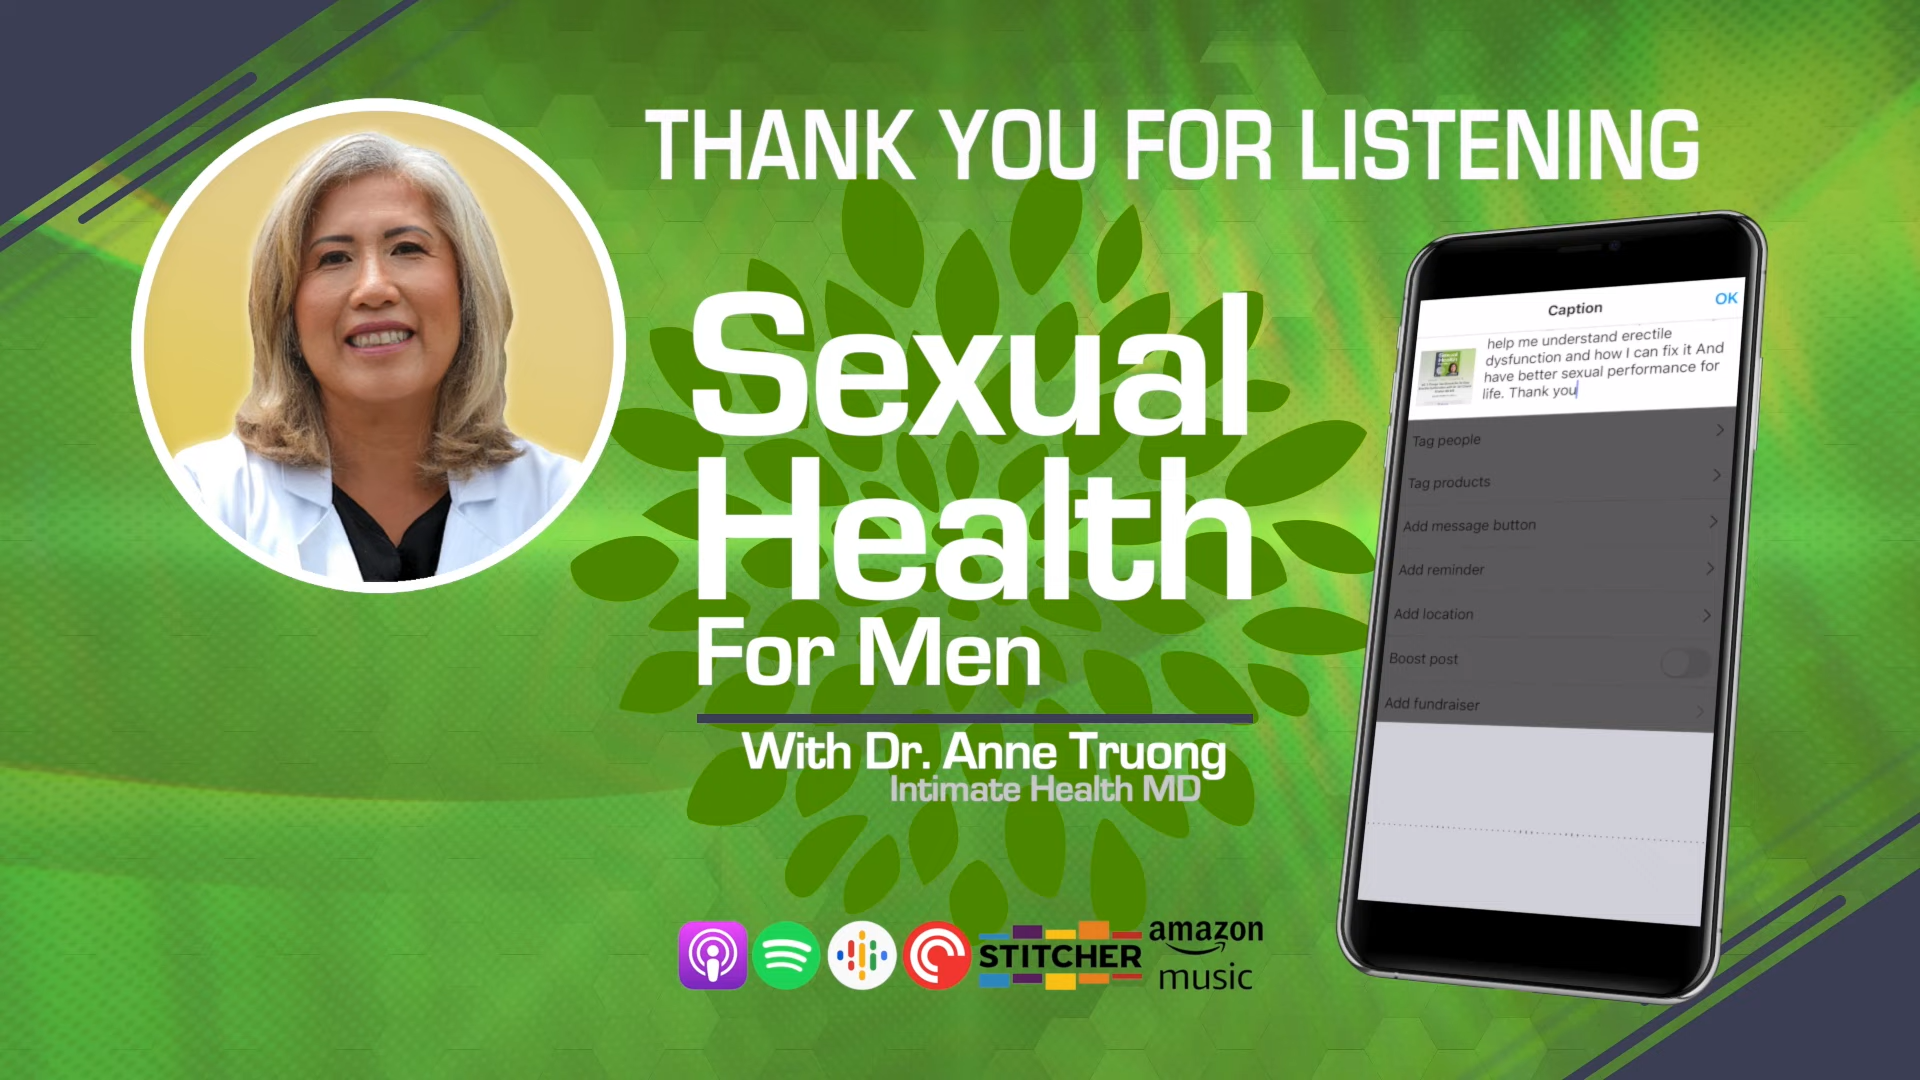 THANK YOU FOR LISTENING
Sexual
Health
For Men
With Dr. Anne Truong
Intimate Health MD
STITCHER
amazon
music
Caption
OK
help me understand erectile
dysfunction and how I can fix it And
have better sexual performance for
life. Thank you
Tag people
Tag products
Add message button
Add reminder
Add location
Boost post
Add fundraiser